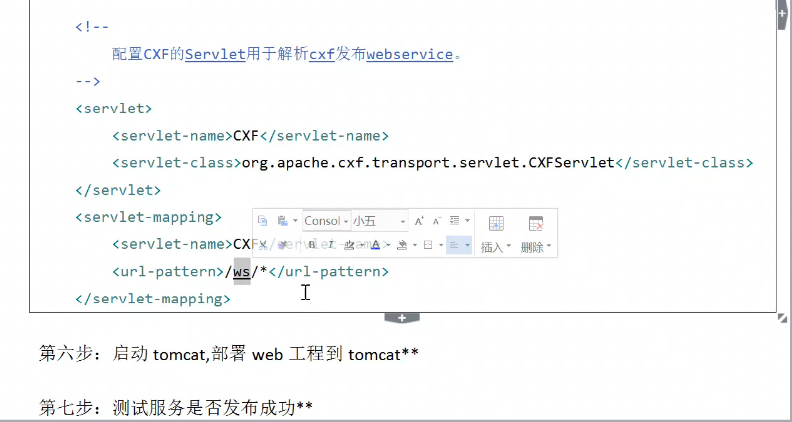 <!--
配置CXF的Servlet用于解析cxf发布webservice。
-->
<servlet>
<servlet-name>CXF</servlet-name>
<servlet-class>org.apache.cxf.transport.servlet.CXFServlet</servlet-class>
</servlet>
<servlet-mapping>
Consol 小五 A A
<servlet-name>CXF</servlet-name>
B I A 插入 删除
<url-pattern>/ws/*</url-pattern>
</servlet-mapping>
第六步：启动 tomcat,部署 web 工程到 tomcat**
第七步：测试服务是否发布成功**